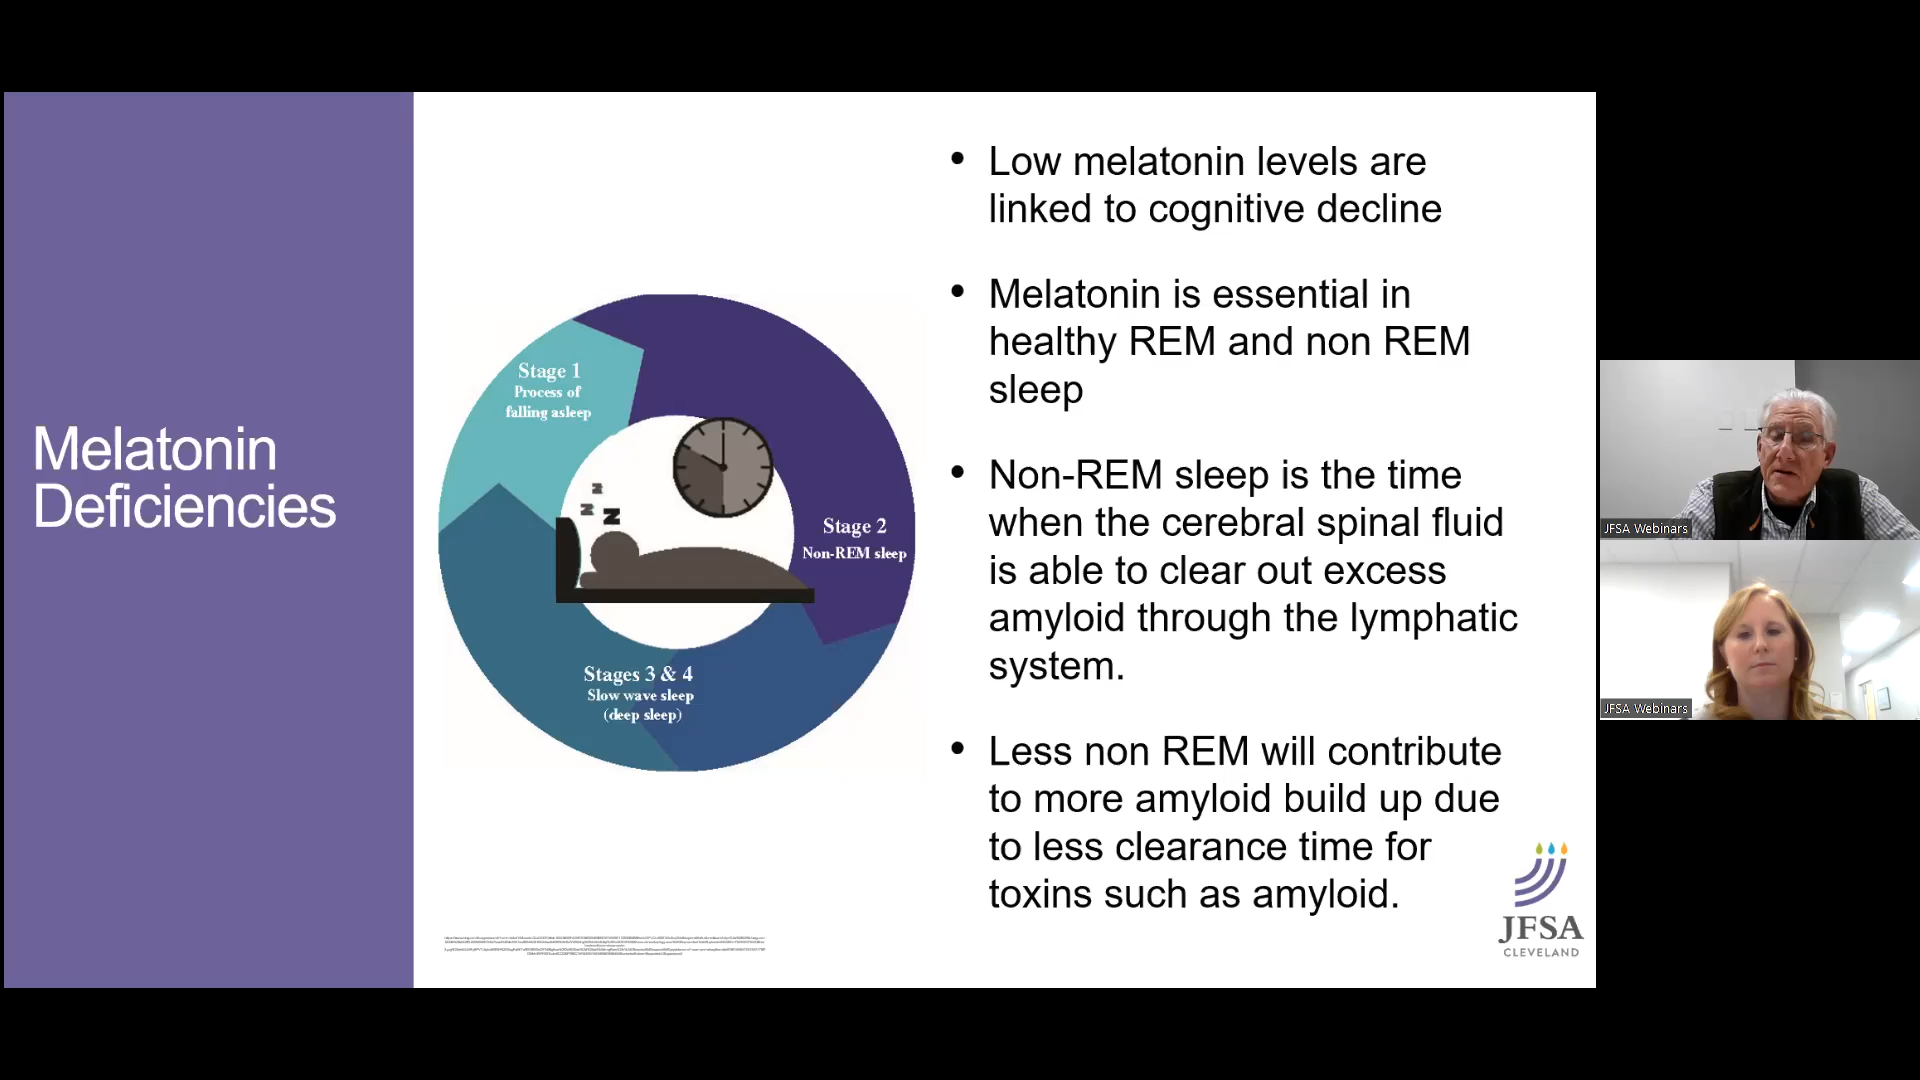 Melatonin
Deficiencies
Stage 1
Process of
falling asleep
Stage 2
Non-REM sleep
Stages 3 & 4
Slow wave sleep
(deep sleep)
z
z
z
• Low melatonin levels are
linked to cognitive decline
• Melatonin is essential in
healthy REM and non REM
sleep
• Non-REM sleep is the time
when the cerebral spinal fluid
is able to clear out excess
amyloid through the lymphatic
system.
• Less non REM will contribute
to more amyloid build up due
to less clearance time for
toxins such as amyloid.
JFSA
CLEVELAND
JFSA Webinars
JFSA Webinars